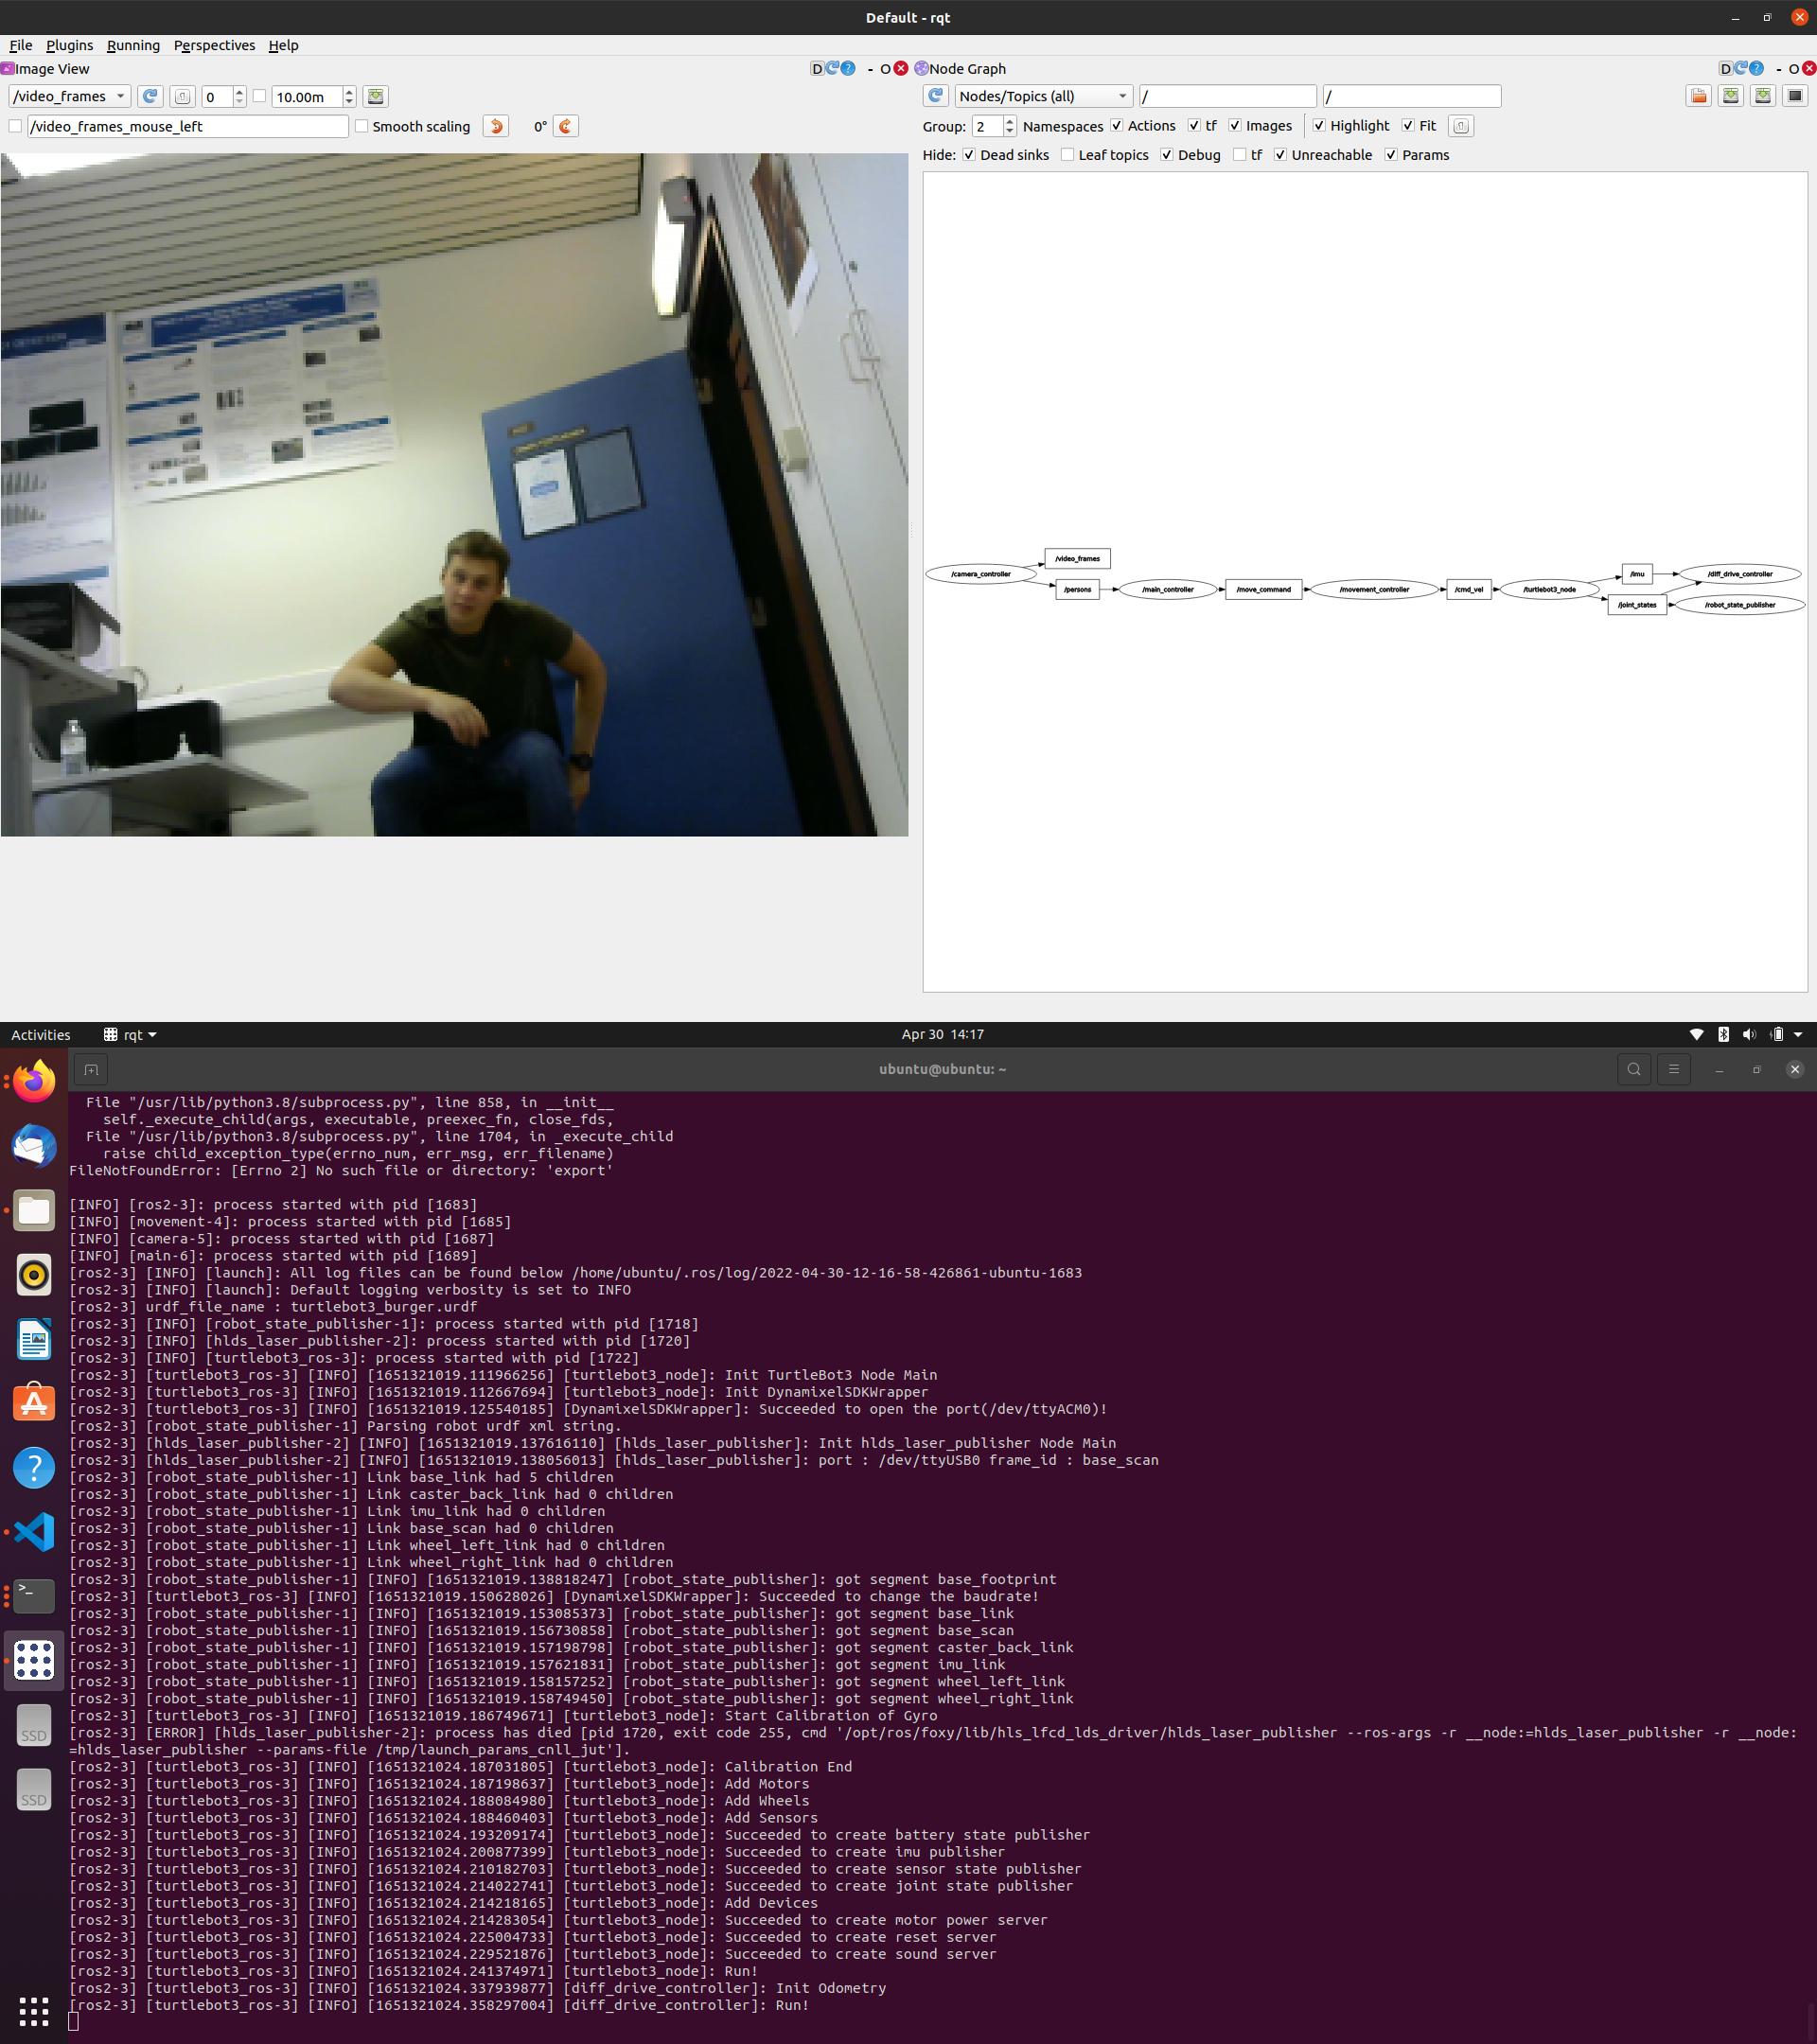 Default - rqt
File Plugins Running Perspectives Help
Image View
D ? - O
Node Graph
D ? - O
/video_frames 0 10.00m
Nodes/Topics (all) / /
/video_frames_mouse_left Smooth scaling 0°
Group: 2 Namespaces Actions tf Images Highlight Fit
Hide: Dead sinks Leaf topics Debug tf Unreachable Params
/video_frames
/camera_controller
/persons
/main_controller
/move_command
/movement_controller
/cmd_vel
/turtlebot3_node
/imu
/diff_drive_controller
/joint_states
/robot_state_publisher
Activities rqt Apr 30 14:17
ubuntu@ubuntu: ~
File "/usr/lib/python3.8/subprocess.py", line 858, in __init__
self._execute_child(args, executable, preexec_fn, close_fds,
File "/usr/lib/python3.8/subprocess.py", line 1704, in _execute_child
raise child_exception_type(errno_num, err_msg, err_filename)
FileNotFoundError: [Errno 2] No such file or directory: 'export'
[INFO] [ros2-3]: process started with pid [1683]
[INFO] [movement-4]: process started with pid [1685]
[INFO] [camera-5]: process started with pid [1687]
[INFO] [main-6]: process started with pid [1689]
[ros2-3] [INFO] [launch]: All log files can be found below /home/ubuntu/.ros/log/2022-04-30-12-16-58-426861-ubuntu-1683
[ros2-3] [INFO] [launch]: Default logging verbosity is set to INFO
[ros2-3] urdf_file_name : turtlebot3_burger.urdf
[ros2-3] [INFO] [robot_state_publisher-1]: process started with pid [1718]
[ros2-3] [INFO] [hlds_laser_publisher-2]: process started with pid [1720]
[ros2-3] [INFO] [turtlebot3_ros-3]: process started with pid [1722]
[ros2-3] [turtlebot3_ros-3] [INFO] [1651321019.111966256] [turtlebot3_node]: Init TurtleBot3 Node Main
[ros2-3] [turtlebot3_ros-3] [INFO] [1651321019.112667694] [turtlebot3_node]: Init DynamixelSDKWrapper
[ros2-3] [turtlebot3_ros-3] [INFO] [1651321019.125540185] [DynamixelSDKWrapper]: Succeeded to open the port(/dev/ttyACM0)!
[ros2-3] [robot_state_publisher-1] Parsing robot urdf xml string.
[ros2-3] [hlds_laser_publisher-2] [INFO] [1651321019.137616110] [hlds_laser_publisher]: Init hlds_laser_publisher Node Main
[ros2-3] [hlds_laser_publisher-2] [INFO] [1651321019.138056013] [hlds_laser_publisher]: port : /dev/ttyUSB0 frame_id : base_scan
[ros2-3] [robot_state_publisher-1] Link base_link had 5 children
[ros2-3] [robot_state_publisher-1] Link caster_back_link had 0 children
[ros2-3] [robot_state_publisher-1] Link imu_link had 0 children
[ros2-3] [robot_state_publisher-1] Link base_scan had 0 children
[ros2-3] [robot_state_publisher-1] Link wheel_left_link had 0 children
[ros2-3] [robot_state_publisher-1] Link wheel_right_link had 0 children
[ros2-3] [robot_state_publisher-1] [INFO] [1651321019.138818247] [robot_state_publisher]: got segment base_footprint
[ros2-3] [turtlebot3_ros-3] [INFO] [1651321019.150628026] [DynamixelSDKWrapper]: Succeeded to change the baudrate!
[ros2-3] [robot_state_publisher-1] [INFO] [1651321019.153085373] [robot_state_publisher]: got segment base_link
[ros2-3] [robot_state_publisher-1] [INFO] [1651321019.156730858] [robot_state_publisher]: got segment base_scan
[ros2-3] [robot_state_publisher-1] [INFO] [1651321019.157198798] [robot_state_publisher]: got segment caster_back_link
[ros2-3] [robot_state_publisher-1] [INFO] [1651321019.157621831] [robot_state_publisher]: got segment imu_link
[ros2-3] [robot_state_publisher-1] [INFO] [1651321019.158157252] [robot_state_publisher]: got segment wheel_left_link
[ros2-3] [robot_state_publisher-1] [INFO] [1651321019.158749450] [robot_state_publisher]: got segment wheel_right_link
[ros2-3] [turtlebot3_ros-3] [INFO] [1651321019.186749671] [turtlebot3_node]: Start Calibration of Gyro
[ros2-3] [ERROR] [hlds_laser_publisher-2]: process has died [pid 1720, exit code 255, cmd '/opt/ros/foxy/lib/hls_lfcd_lds_driver/hlds_laser_publisher --ros-args -r __node:=hlds_laser_publisher -r __node:
=hlds_laser_publisher --params-file /tmp/launch_params_cnll_jut'].
[ros2-3] [turtlebot3_ros-3] [INFO] [1651321024.187031805] [turtlebot3_node]: Calibration End
[ros2-3] [turtlebot3_ros-3] [INFO] [1651321024.187198637] [turtlebot3_node]: Add Motors
[ros2-3] [turtlebot3_ros-3] [INFO] [1651321024.188084980] [turtlebot3_node]: Add Wheels
[ros2-3] [turtlebot3_ros-3] [INFO] [1651321024.188460403] [turtlebot3_node]: Add Sensors
[ros2-3] [turtlebot3_ros-3] [INFO] [1651321024.193209174] [turtlebot3_node]: Succeeded to create battery state publisher
[ros2-3] [turtlebot3_ros-3] [INFO] [1651321024.200877399] [turtlebot3_node]: Succeeded to create imu publisher
[ros2-3] [turtlebot3_ros-3] [INFO] [1651321024.210182703] [turtlebot3_node]: Succeeded to create sensor state publisher
[ros2-3] [turtlebot3_ros-3] [INFO] [1651321024.214022741] [turtlebot3_node]: Succeeded to create joint state publisher
[ros2-3] [turtlebot3_ros-3] [INFO] [1651321024.214218165] [turtlebot3_node]: Add Devices
[ros2-3] [turtlebot3_ros-3] [INFO] [1651321024.214283054] [turtlebot3_node]: Succeeded to create motor power server
[ros2-3] [turtlebot3_ros-3] [INFO] [1651321024.225004733] [turtlebot3_node]: Succeeded to create reset server
[ros2-3] [turtlebot3_ros-3] [INFO] [1651321024.229521876] [turtlebot3_node]: Succeeded to create sound server
[ros2-3] [turtlebot3_ros-3] [INFO] [1651321024.241374971] [turtlebot3_node]: Run!
[ros2-3] [turtlebot3_ros-3] [INFO] [1651321024.337939877] [diff_drive_controller]: Init Odometry
[ros2-3] [turtlebot3_ros-3] [INFO] [1651321024.358297004] [diff_drive_controller]: Run!
SSD
SSD